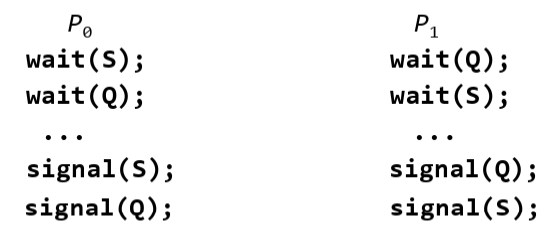 P0
wait(S);
wait(Q);
...
signal(S);
signal(Q);
P1
wait(Q);
wait(S);
...
signal(Q);
signal(S);